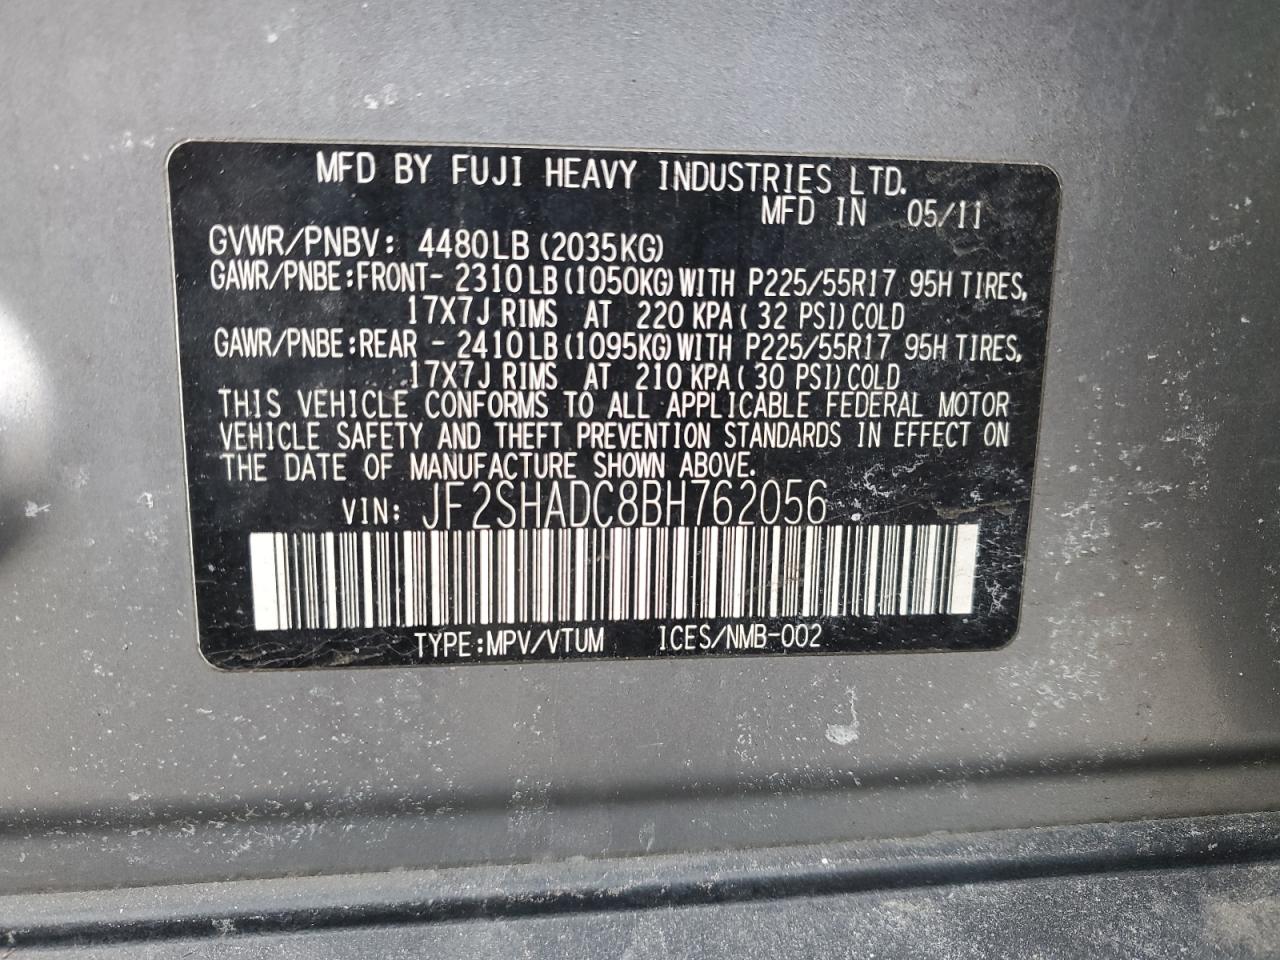 MFD BY FUJI HEAVY INDUSTRIES LTD.
MFD IN 05/11
GVWR/PNBV: 4480LB (2035KG)
GAWR/PNBE:FRONT- 2310LB (1050KG) WITH P225/55R17 95H TIRES,
17X7J RIMS AT 220 KPA ( 32 PSI) COLD
GAWR/PNBE:REAR - 2410LB (1095KG) WITH P225/55R17 95H TIRES,
17X7J RIMS AT 210 KPA ( 30 PSI) COLD
THIS VEHICLE CONFORMS TO ALL APPLICABLE FEDERAL MOTOR
VEHICLE SAFETY AND THEFT PREVENTION STANDARDS IN EFFECT ON
THE DATE OF MANUFACTURE SHOWN ABOVE.
VIN: JF2SHADC8BH762056
TYPE:MPV/VTUM ICES/NMB-002